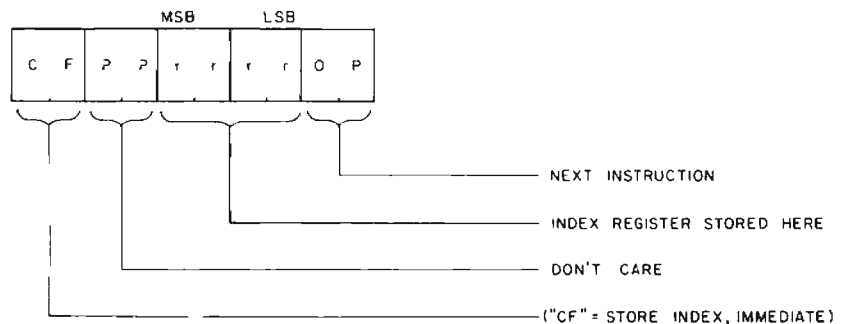 MSB LSB
C F ? ? r r r r O P
NEXT INSTRUCTION
INDEX REGISTER STORED HERE
DON'T CARE
("CF" = STORE INDEX, IMMEDIATE)